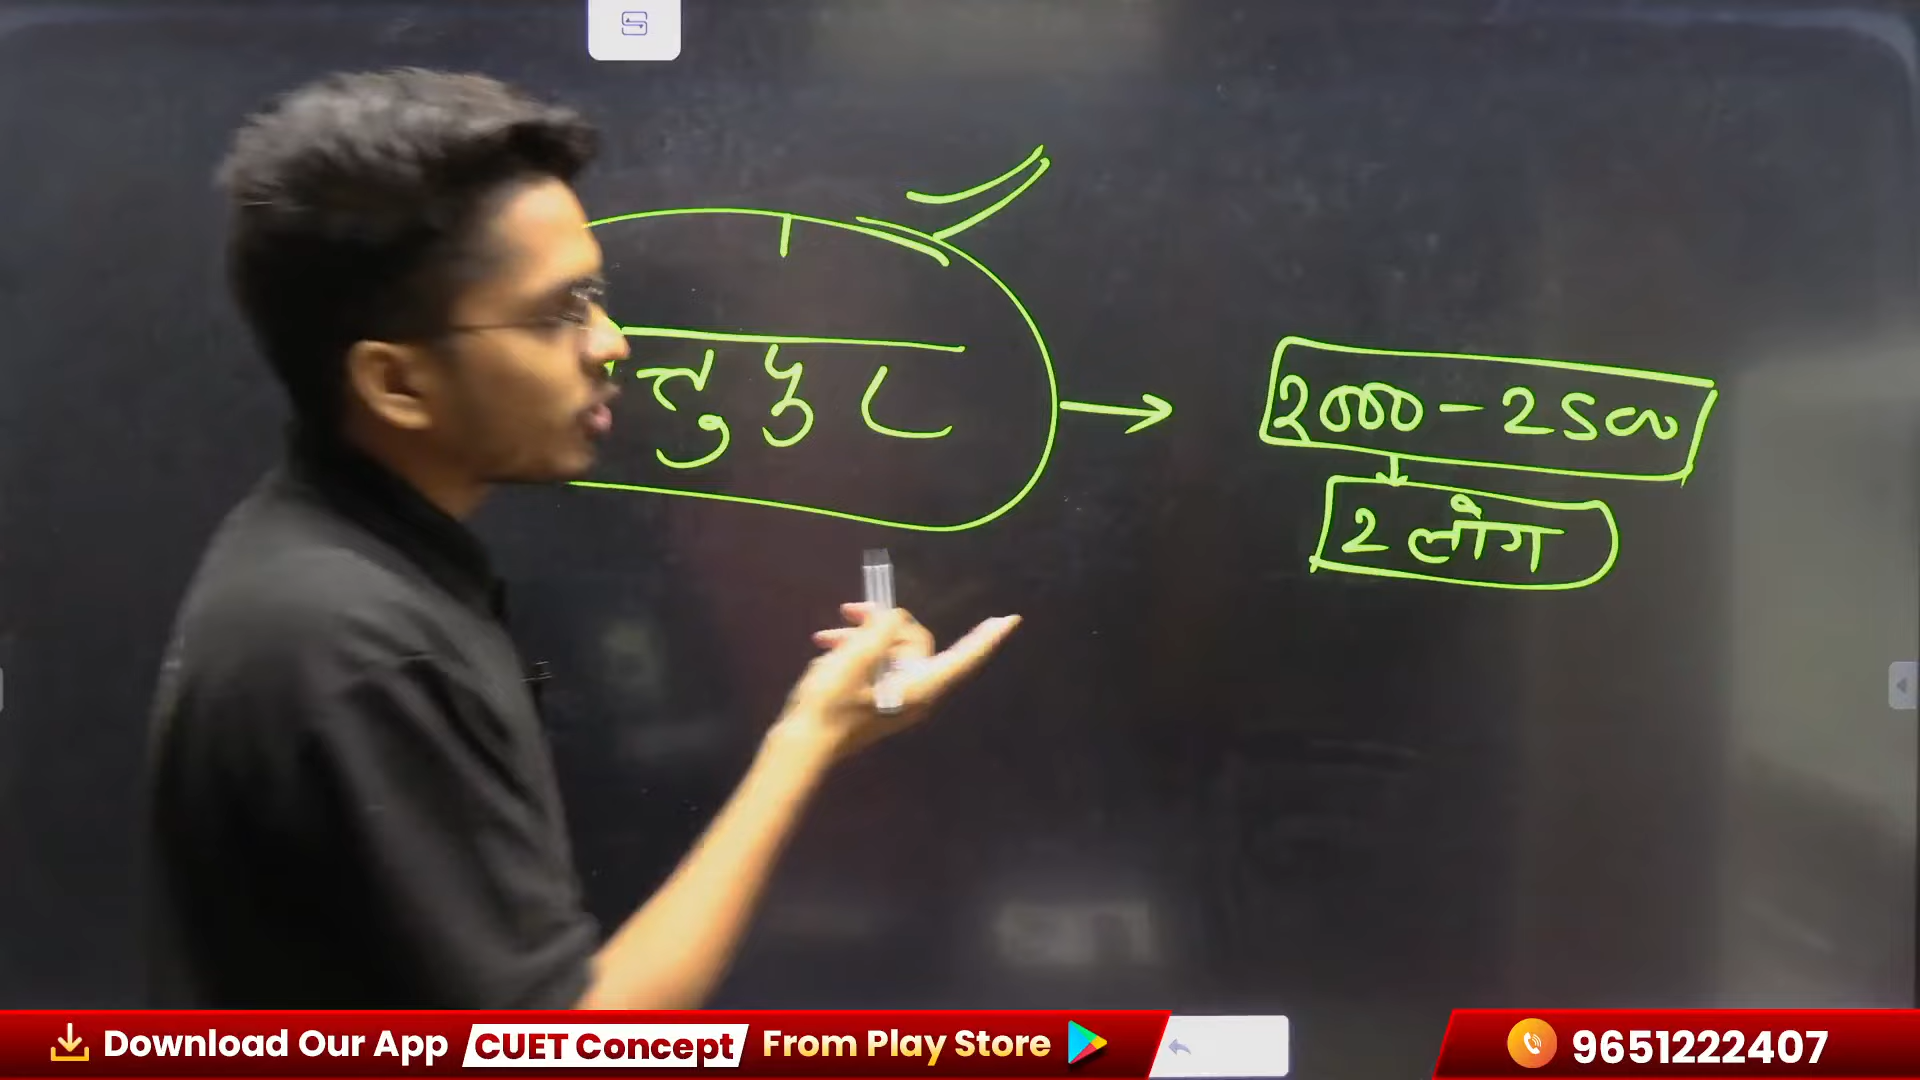 2000-2500
2 लोग
Download Our App CUET Concept From Play Store
9651222407